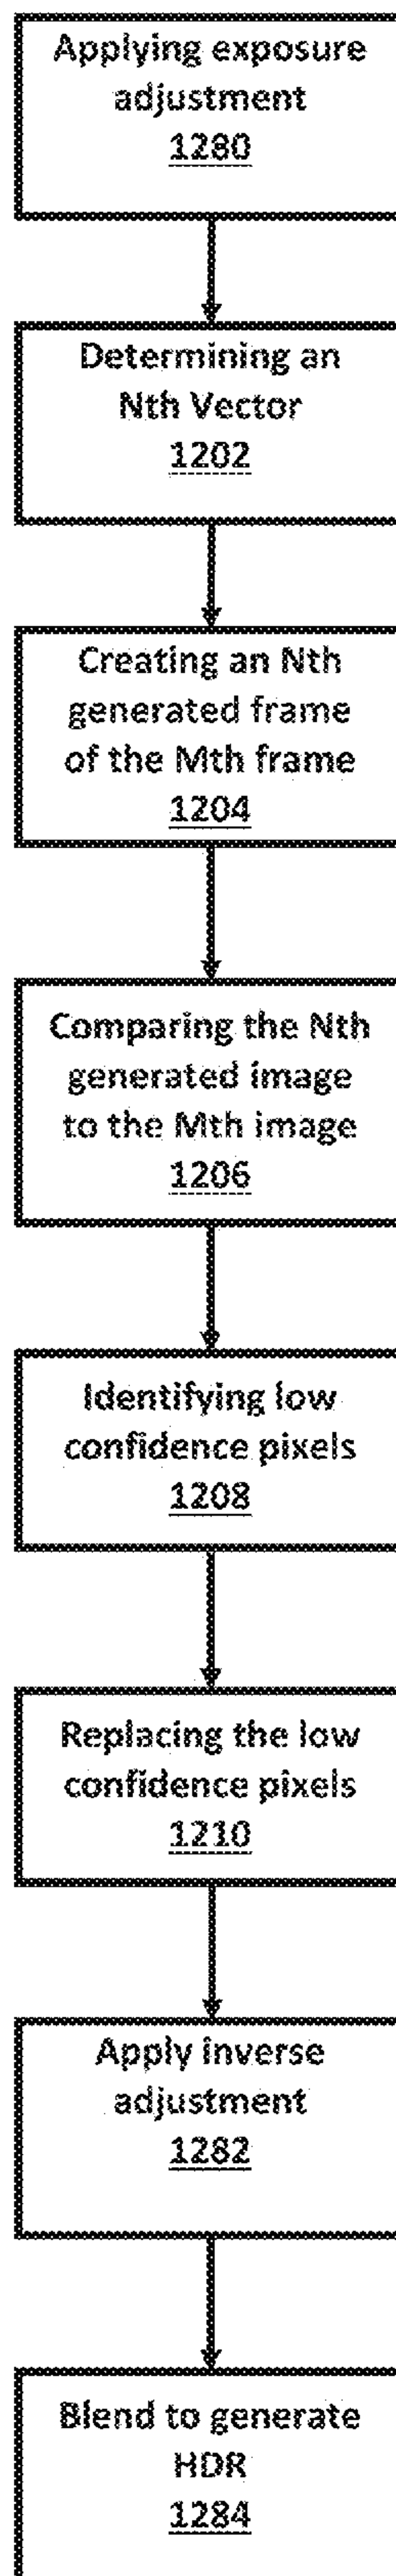 Applying exposure
adjustment
1280
Determining an
Nth Vector
1202
Creating an Nth
generated frame
of the Mth frame
1204
Comparing the Nth
generated image
to the Mth image
1206
Identifying low
confidence pixels
1208
Replacing the low
confidence pixels
1210
Apply inverse
adjustment
1282
Blend to generate
HDR
1284